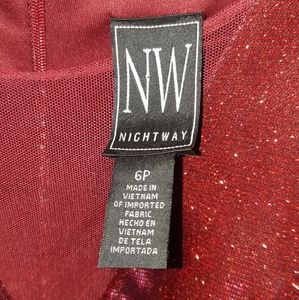 NW
NIGHTWAY
6P
MADE IN
VIETNAM
OF IMPORTED
FABRIC
HECHO EN
VIETNAM
DE TELA
IMPORTADA